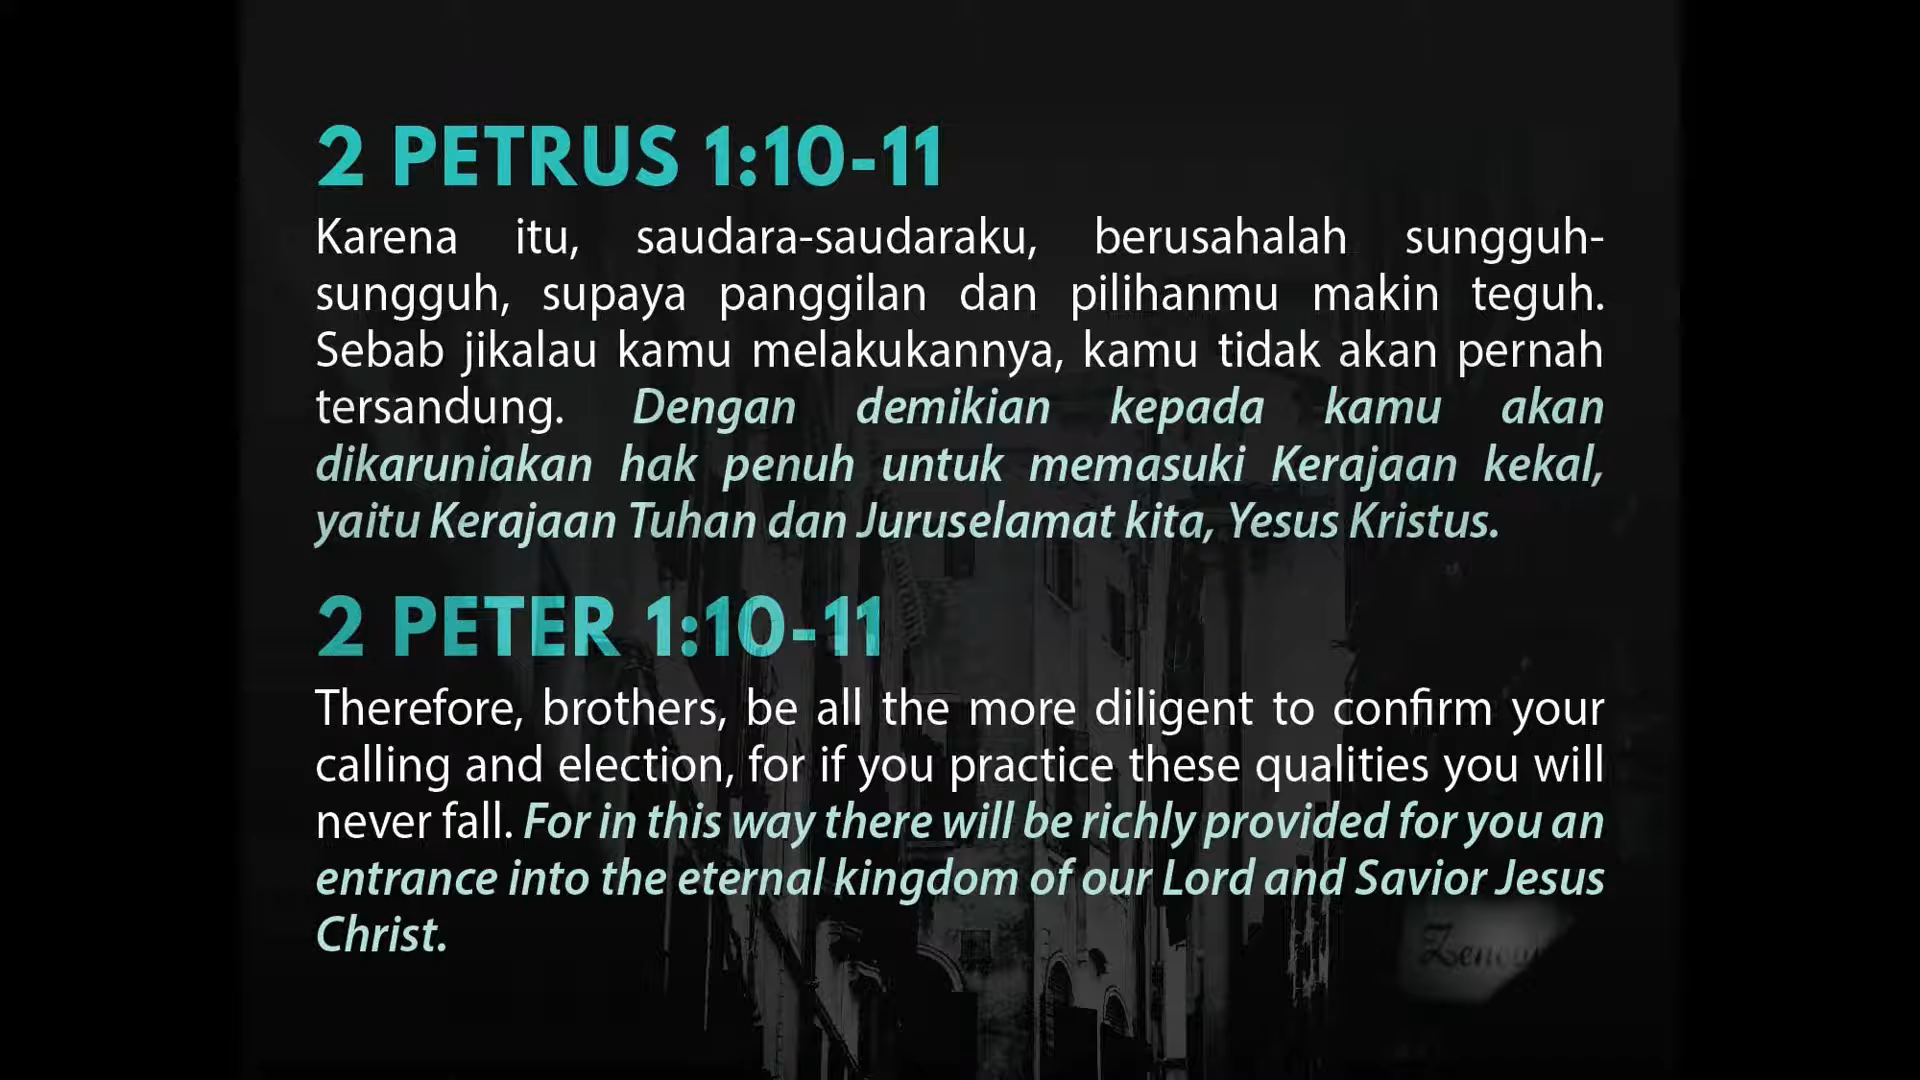 2 PETRUS 1:10-11
Karena itu, saudara-saudaraku, berusahalah sungguh-
sungguh, supaya panggilan dan pilihanmu makin teguh.
Sebab jikalau kamu melakukannya, kamu tidak akan pernah
tersandung. Dengan demikian kepada kamu akan
dikaruniakan hak penuh untuk memasuki Kerajaan kekal,
yaitu Kerajaan Tuhan dan Juruselamat kita, Yesus Kristus.
2 PETER 1:10-11
Therefore, brothers, be all the more diligent to confirm your
calling and election, for if you practice these qualities you will
never fall. For in this way there will be richly provided for you an
entrance into the eternal kingdom of our Lord and Savior Jesus
Christ.